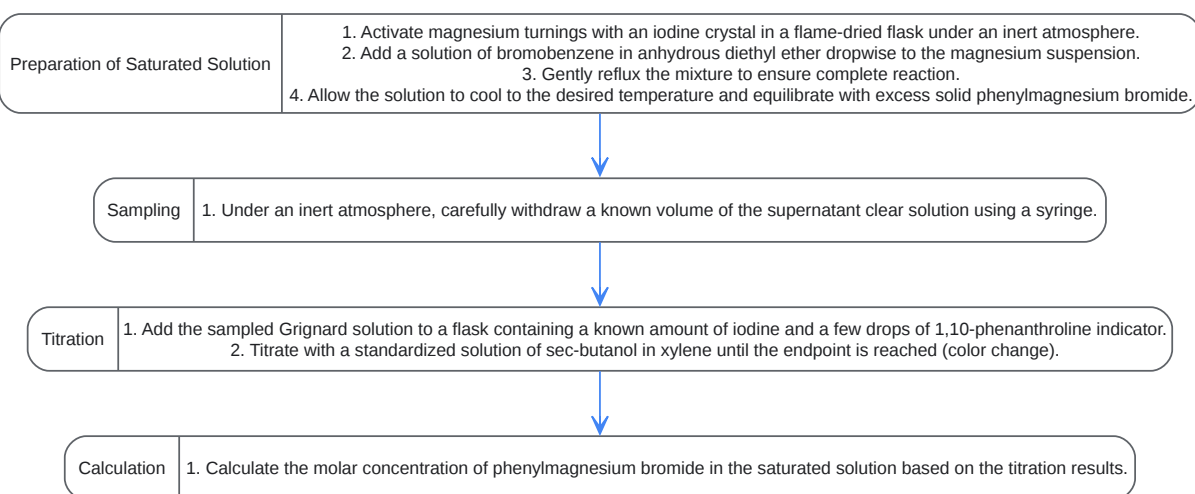 Preparation of Saturated Solution
1. Activate magnesium turnings with an iodine crystal in a flame-dried flask under an inert atmosphere.
2. Add a solution of bromobenzene in anhydrous diethyl ether dropwise to the magnesium suspension.
3. Gently reflux the mixture to ensure complete reaction.
4. Allow the solution to cool to the desired temperature and equilibrate with excess solid phenylmagnesium bromide.
Sampling
1. Under an inert atmosphere, carefully withdraw a known volume of the supernatant clear solution using a syringe.
Titration
1. Add the sampled Grignard solution to a flask containing a known amount of iodine and a few drops of 1,10-phenanthroline indicator.
2. Titrate with a standardized solution of sec-butanol in xylene until the endpoint is reached (color change).
Calculation
1. Calculate the molar concentration of phenylmagnesium bromide in the saturated solution based on the titration results.